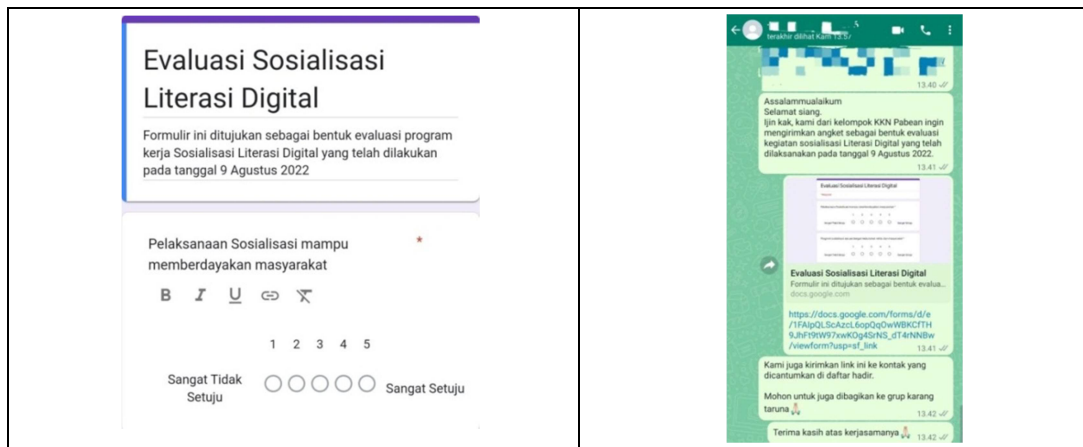 Evaluasi Sosialisasi
Literasi Digital
Formulir ini ditujukan sebagai bentuk evaluasi program
kerja Sosialisasi Literasi Digital yang telah dilakukan
pada tanggal 9 Agustus 2022
Pelaksanaan Sosialisasi mampu *
memberdayakan masyarakat
B I U
1 2 3 4 5
Sangat Tidak
Setuju
Sangat Setuju
terakhir dilihat Kam 13.57
13.40
Assalammualaikum
Selamat siang.
Ijin kak, kami dari kelompok KKN Pabean ingin
mengirimkan angket sebagai bentuk evaluasi
kegiatan sosialisasi Literasi Digital yang telah
dilaksanakan pada tanggal 9 Agustus 2022.
13.41
Evaluasi Sosialisasi Literasi Digital
Evaluasi Sosialisasi Literasi Digital
Formulir ini ditujukan sebagai bentuk evalua...
docs.google.com
https://docs.google.com/forms/d/e
/viewform?usp=sf_link
13.41
Kami juga kirimkan link ini ke kontak yang
dicantumkan di daftar hadir.
Mohon untuk juga dibagikan ke grup karang
taruna🙏
13.42
Terima kasih atas kerjasamanya🙏
13.42